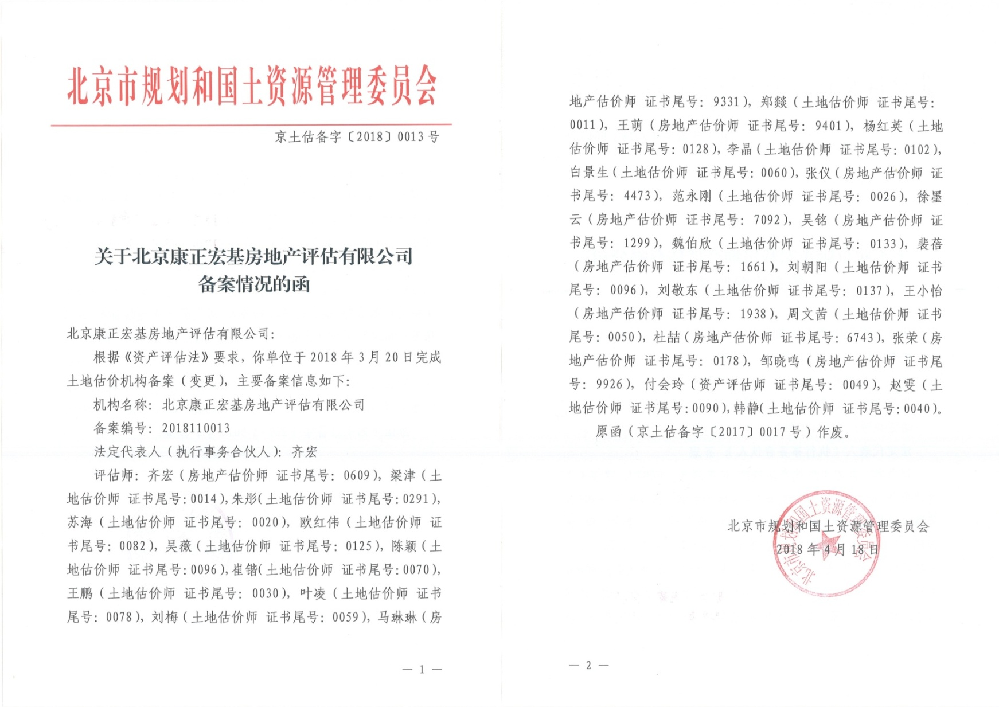 北京市规划和国土资源管理委员会
京土估备字〔2018〕0013 号
关于北京康正宏基房地产评估有限公司
备案情况的函
北京康正宏基房地产评估有限公司:
根据《资产评估法》要求，你单位于 2018 年 3 月 20 日完成
土地估价机构备案（变更），主要备案信息如下:
机构名称: 北京康正宏基房地产评估有限公司
备案编号: 2018110013
法定代表人（执行事务合伙人）: 齐宏
评估师: 齐宏（房地产估价师 证书尾号: 0609），梁津（土
地估价师 证书尾号:0014），朱彤(土地估价师 证书尾号:0291)，
苏海（土地估价师 证书尾号: 0020），欧红伟（土地估价师 证
书尾号: 0082），吴薇（土地估价师 证书尾号: 0125），陈颖（土
地估价师 证书尾号:0096），崔锴(土地估价师 证书尾号:0070)，
王鹏（土地估价师 证书尾号: 0030），叶凌（土地估价师 证书
尾号: 0078），刘梅（土地估价师 证书尾号: 0059），马琳琳（房
— 1 —
地产估价师 证书尾号: 9331），郑燚（土地估价师 证书尾号:
0011），王萌（房地产估价师 证书尾号: 9401），杨红英（土地
估价师 证书尾号: 0128），李晶（土地估价师 证书尾号: 0102），
白景生（土地估价师 证书尾号: 0060），张仪（房地产估价师 证
书尾号: 4473），范永刚（土地估价师 证书尾号: 0026），徐墨
云（房地产估价师 证书尾号: 7092），吴铭（房地产估价师 证
书尾号: 1299），魏伯欣（土地估价师 证书尾号: 0133），裴蓓
（房地产估价师 证书尾号: 1661），刘朝阳（土地估价师 证书
尾号: 0096），刘敬东（土地估价师 证书尾号: 0137），王小怡
（房地产估价师 证书尾号: 1938），周文茜（土地估价师 证书
尾号: 0050），杜喆（房地产估价师 证书尾号: 6743），张荣（房
地产估价师 证书尾号: 0178），邹晓鸣（房地产估价师 证书尾
号: 9926），付会玲（资产评估师 证书尾号: 0049），赵雯（土
地估价师 证书尾号:0090），韩静(土地估价师 证书尾号:0040)。
原函（京土估备字〔2017〕0017 号）作废。
北京市规划和国土资源管理委员会
2018 年 4 月 18 日
北京市规划和国土资源管理委员会
— 2 —